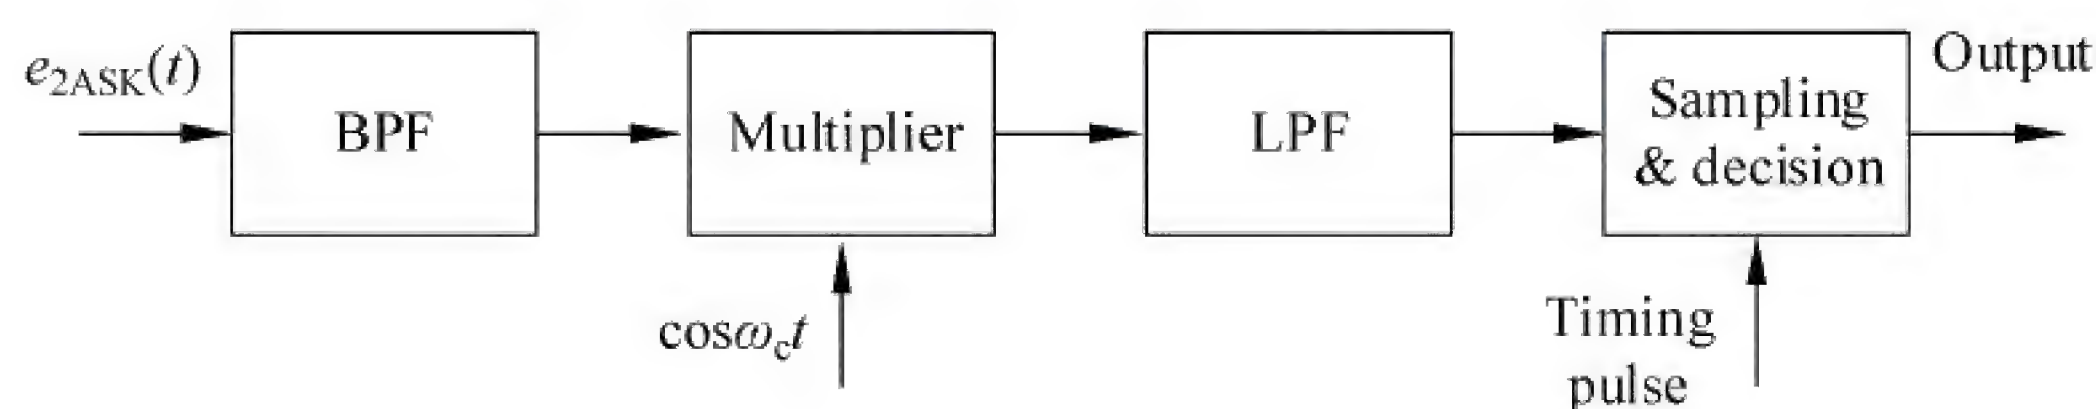 e2ASK(t)
BPF
Multiplier
LPF
Sampling
& decision
Output
cosωct
Timing
pulse